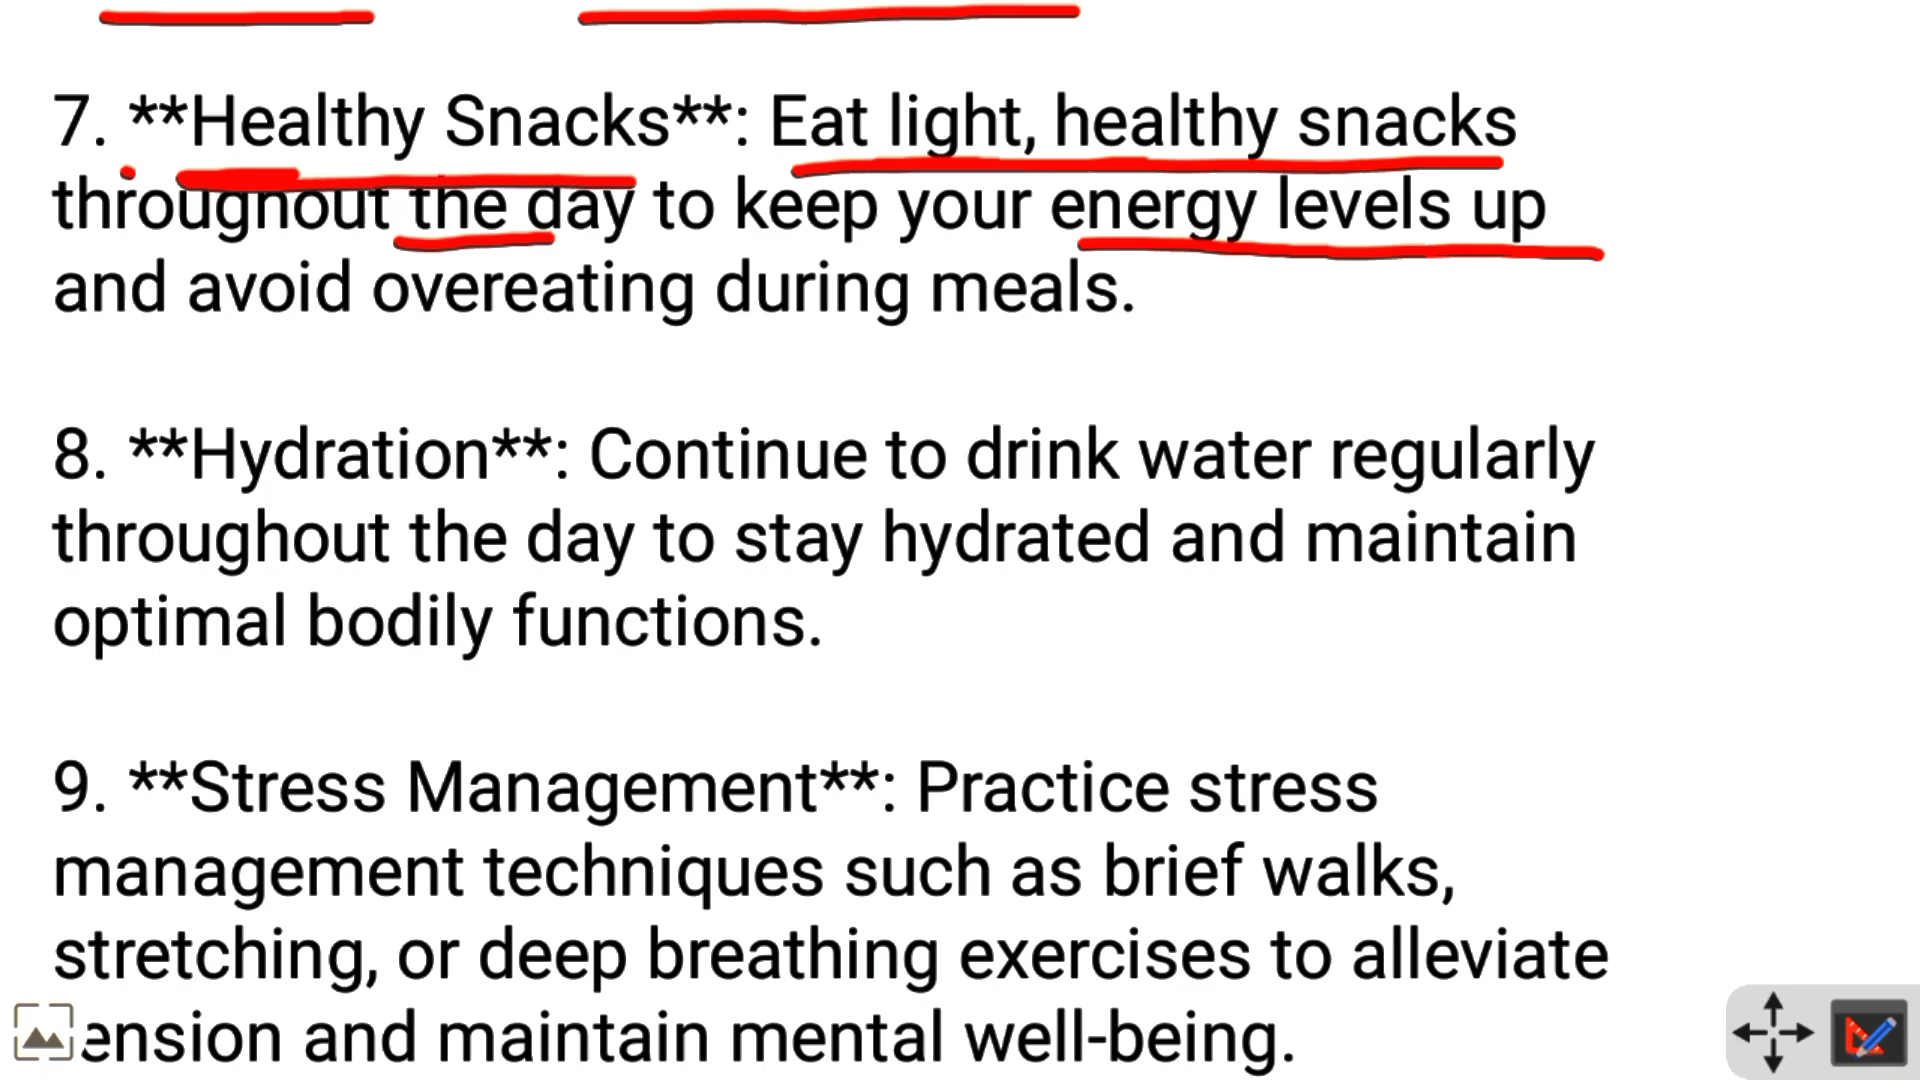 7. **Healthy Snacks**: Eat light, healthy snacks
throughout the day to keep your energy levels up
and avoid overeating during meals.
8. **Hydration**: Continue to drink water regularly
throughout the day to stay hydrated and maintain
optimal bodily functions.
9. **Stress Management**: Practice stress
management techniques such as brief walks,
stretching, or deep breathing exercises to alleviate
ension and maintain mental well-being.